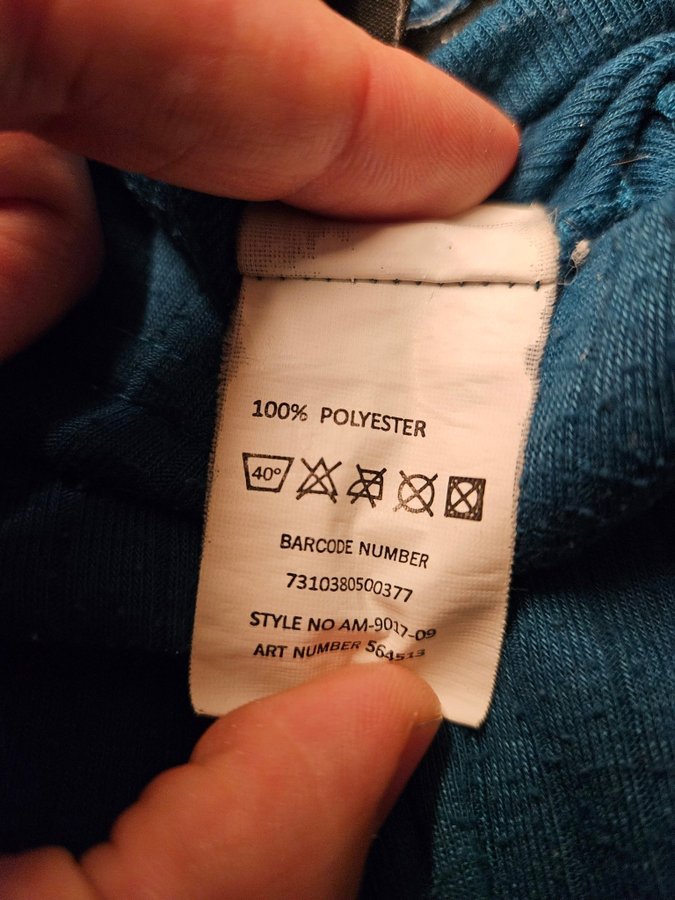 100% POLYESTER
40°
BARCODE NUMBER
7310380500377
STYLE NO AM-9017-09
ART NUMBER 564513